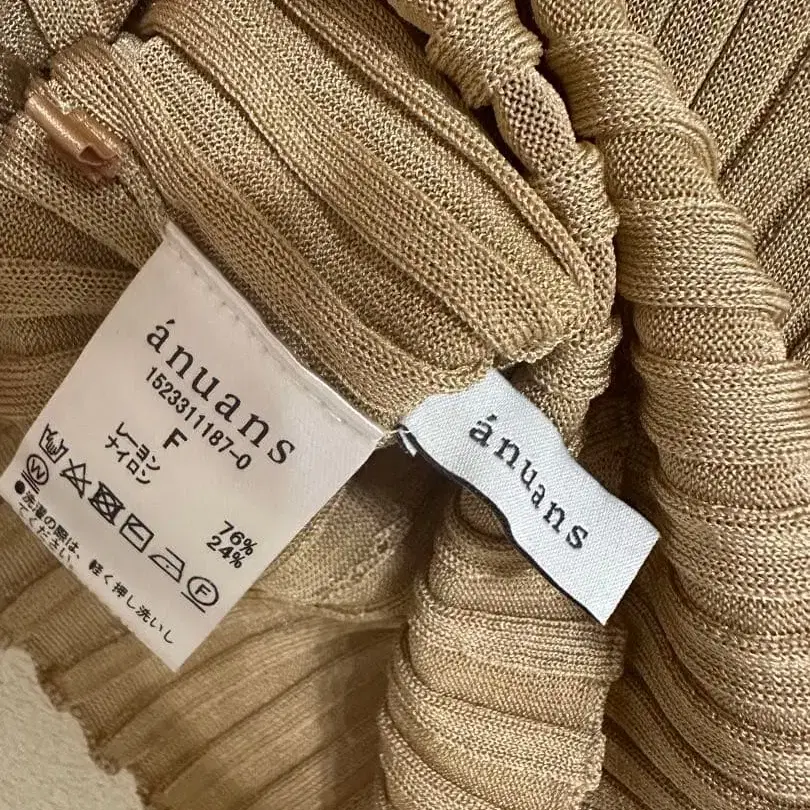 ánuans
1523311187-0
F
レーヨン 76%
ナイロン 24%
●洗濯の際は、軽く押し洗いし
てください。
ánuans